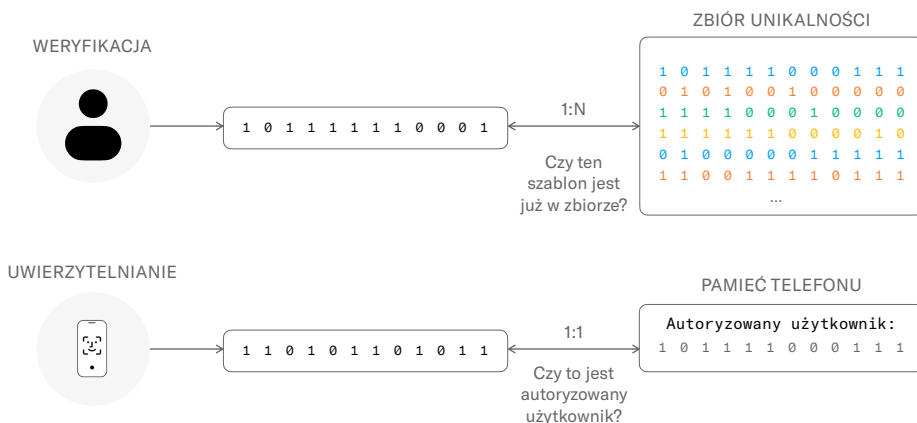 WERYFIKACJA
1 0 1 1 1 1 1 1 0 0 0 1
1:N
Czy ten
szablon jest
już w zbiorze?
ZBIÓR UNIKALNOŚCI
1 0 1 1 1 1 0 0 0 1 1 1
0 1 0 1 0 0 1 0 0 0 0 0
1 1 1 1 0 0 0 1 0 0 0 0
1 1 1 1 1 1 0 0 0 0 1 0
0 1 0 0 0 0 0 1 1 1 1 1
1 1 0 0 1 1 1 1 0 1 1 1
...
UWIERZYTELNIANIE
1 1 0 1 0 1 1 0 1 0 1 1
1:1
Czy to jest
autoryzowany
użytkownik?
PAMIĘĆ TELEFONU
Autoryzowany użytkownik:
1 0 1 1 1 1 0 0 0 1 1 1